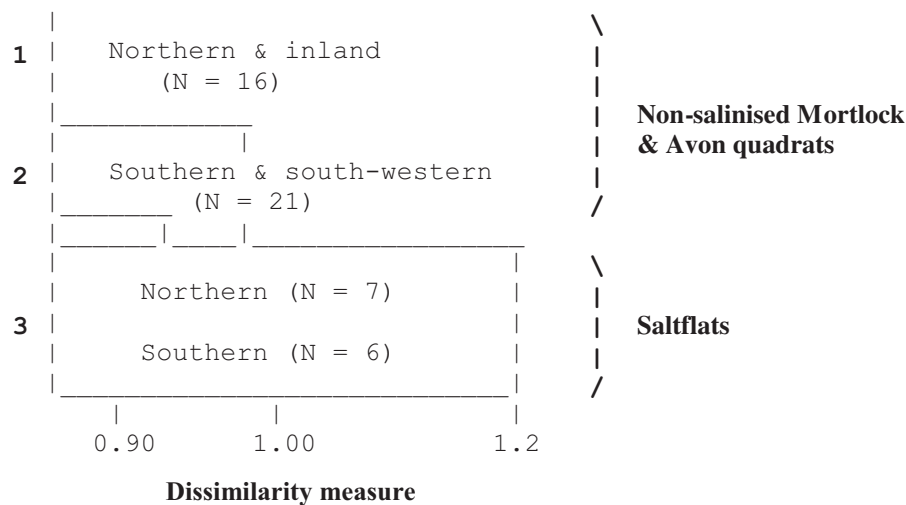 1 Northern & inland
(N = 16)
Non-salinised Mortlock
& Avon quadrats
2 Southern & south-western
(N = 21)
Northern (N = 7)
3 Saltflats
Southern (N = 6)
0.90 1.00 1.2
Dissimilarity measure